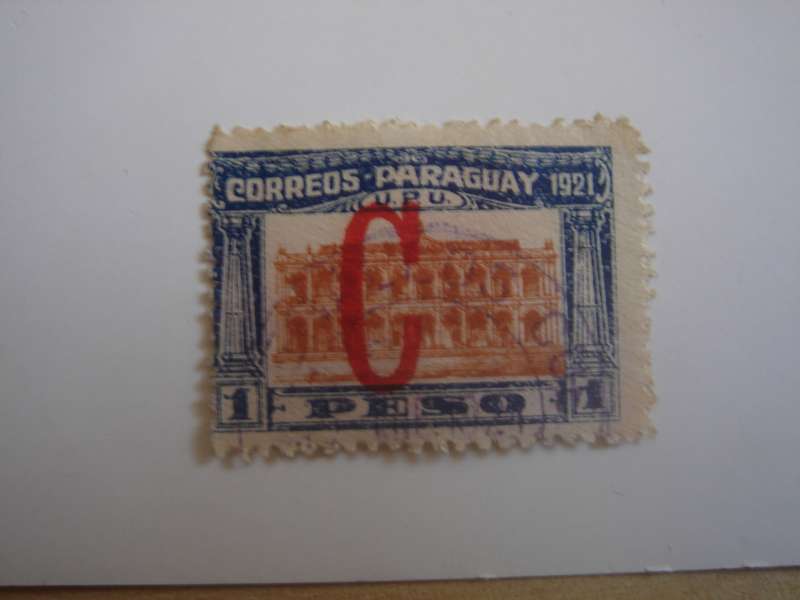 CORREOS · PARAGUAY 1921
U.P.U.
C
1 PESO 1